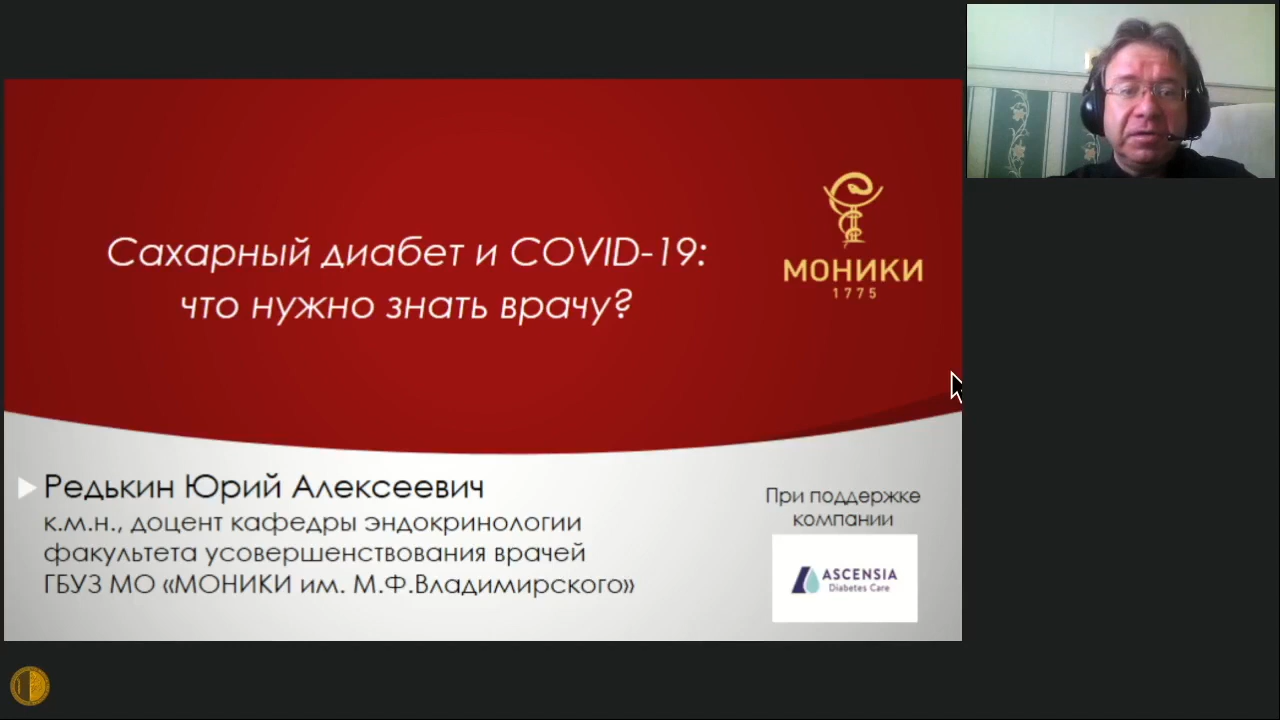 Сахарный диабет и COVID-19:
что нужно знать врачу?
МОНИКИ
1775
Редькин Юрий Алексеевич
к.м.н., доцент кафедры эндокринологии
факультета усовершенствования врачей
ГБУЗ МО «МОНИКИ им. М.Ф.Владимирского»
При поддержке
компании
ASCENSIA
Diabetes Care